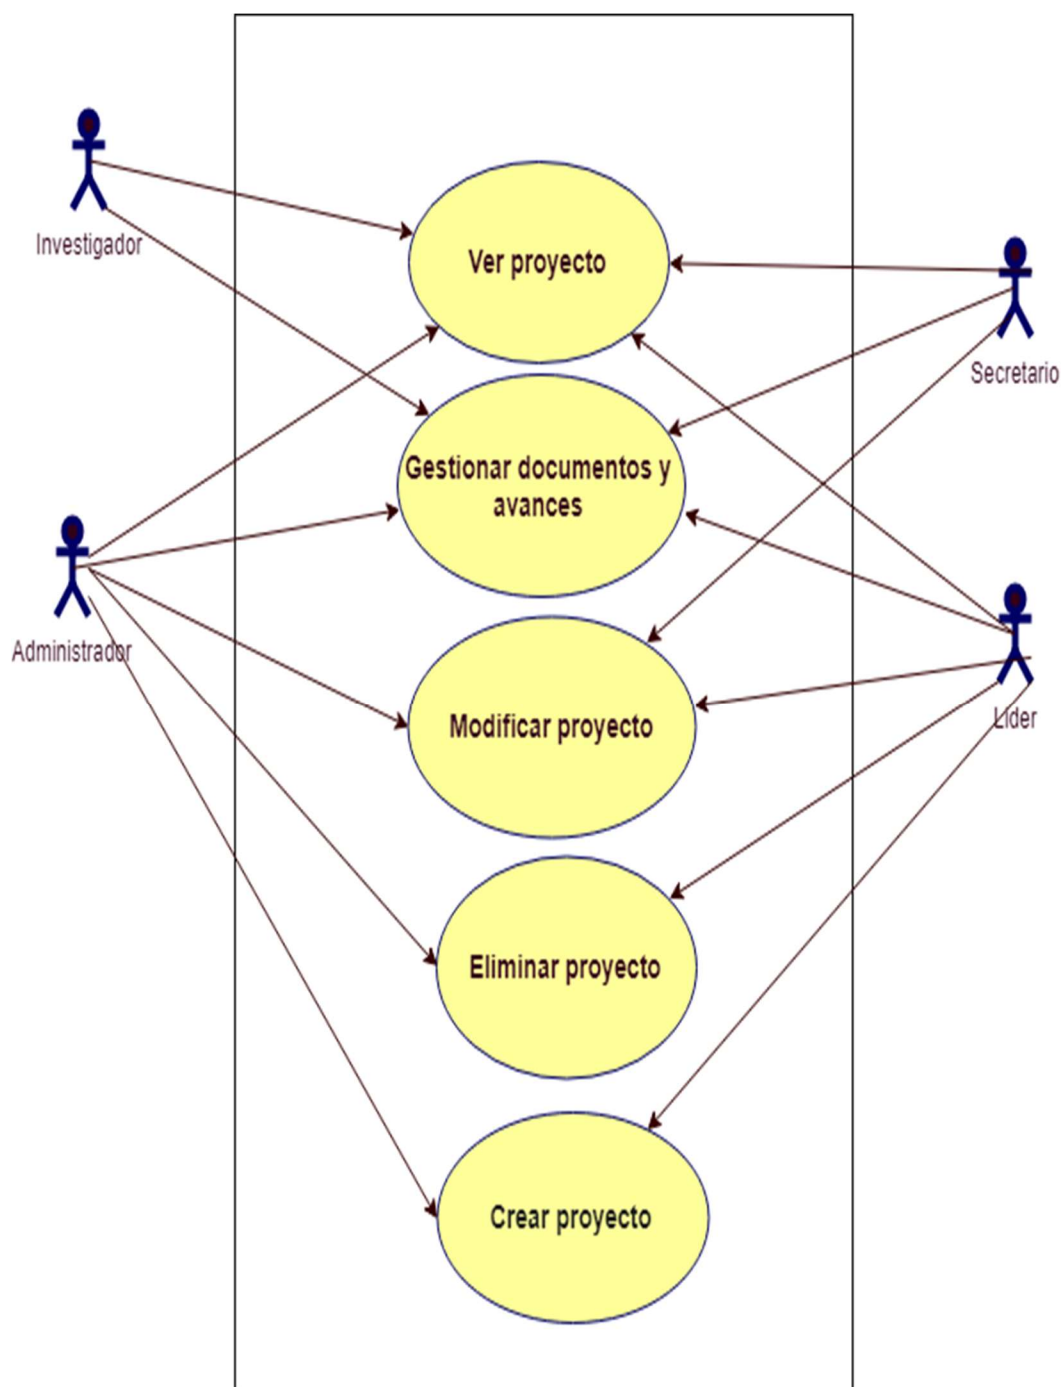 Investigador
Ver proyecto
Secretario
Gestionar documentos y
avances
Administrador
Líder
Modificar proyecto
Eliminar proyecto
Crear proyecto